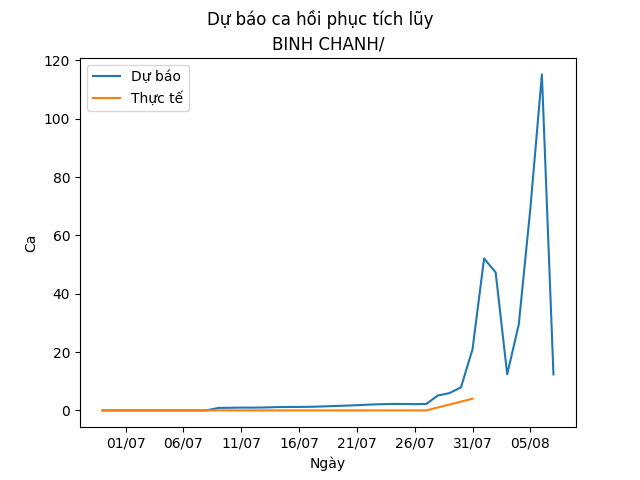 Dự báo ca hồi phục tích lũy
BINH CHANH/
Dự báo
Thực tế
120
100
80
60
40
20
0
Ca
01/07 06/07 11/07 16/07 21/07 26/07 31/07 05/08
Ngày